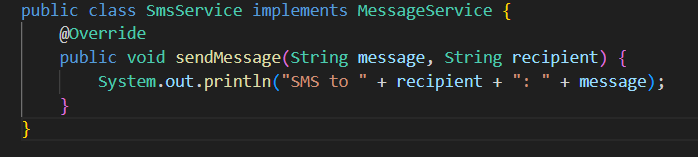 public class SmsService implements MessageService {
    @Override
    public void sendMessage(String message, String recipient) {
        System.out.println("SMS to " + recipient + ": " + message);
    }
}